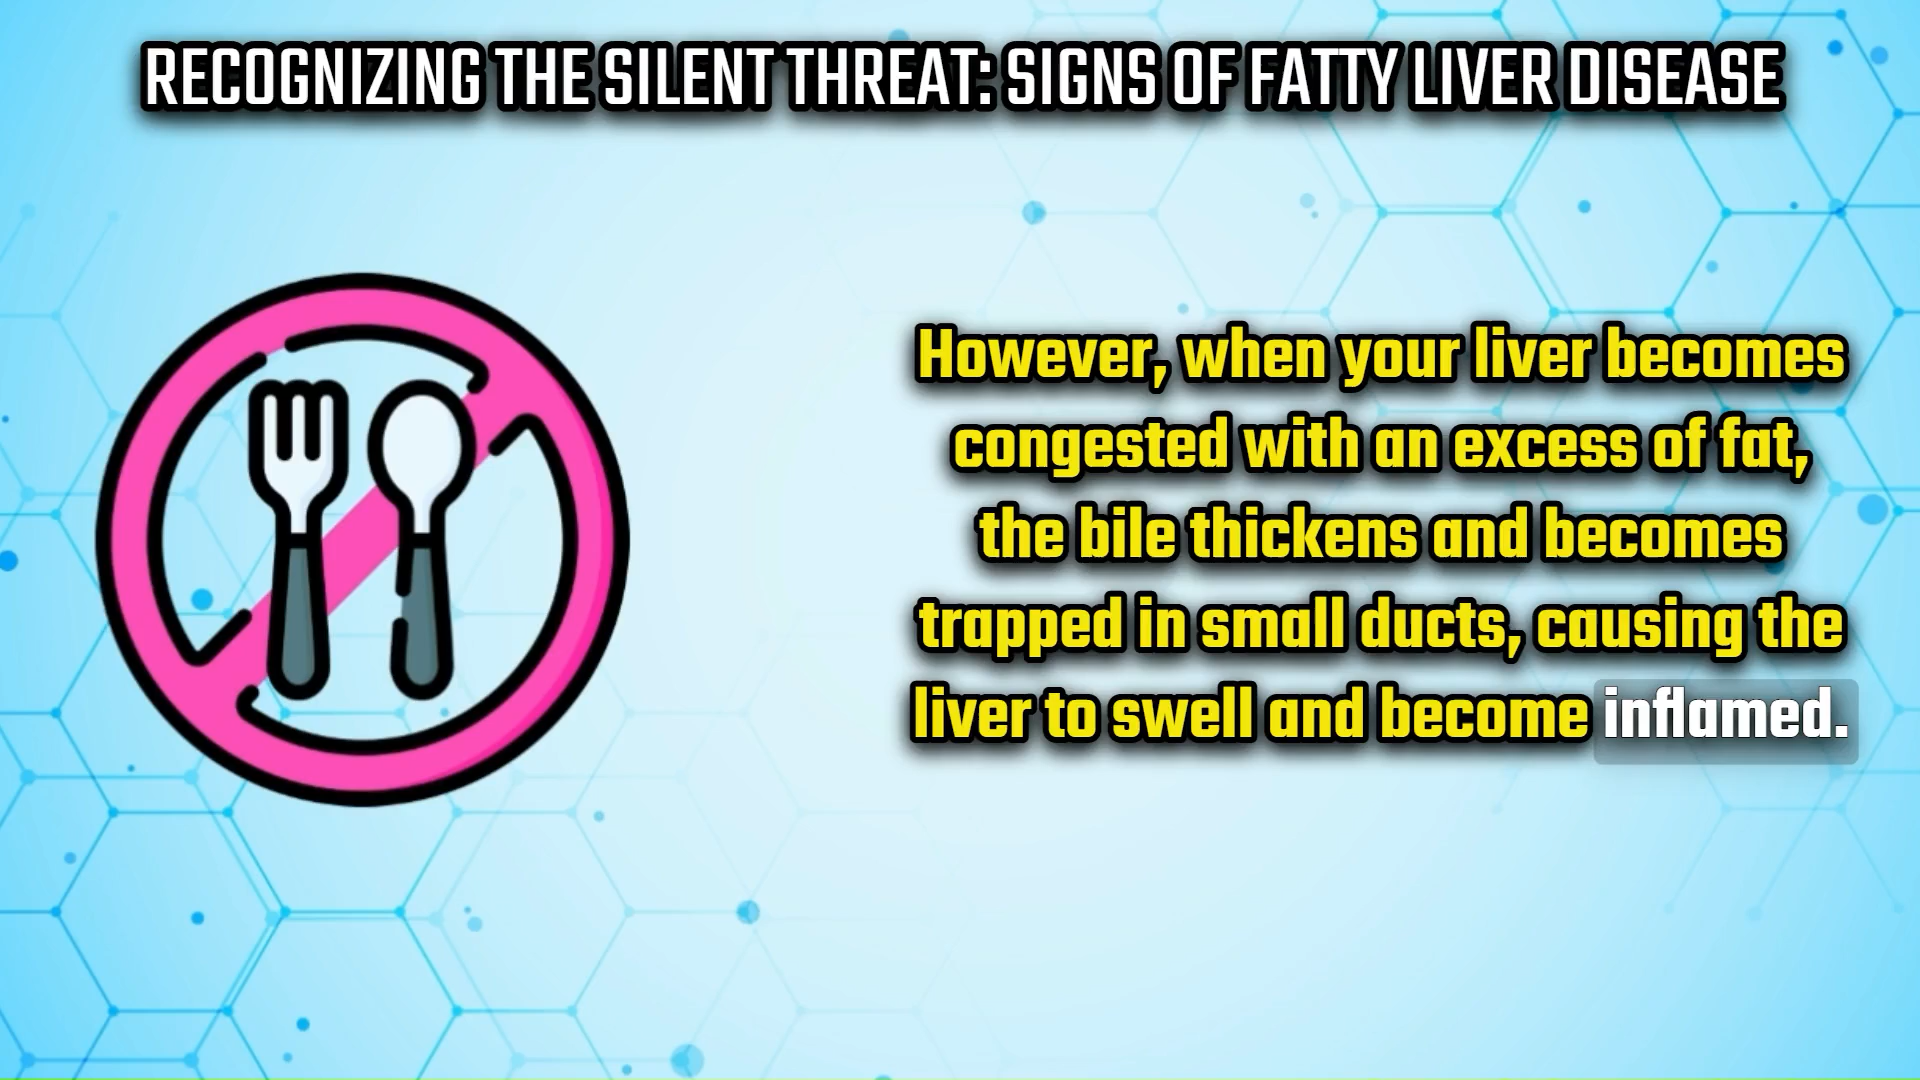 RECOGNIZING THE SILENT THREAT: SIGNS OF FATTY LIVER DISEASE
However, when your liver becomes
congested with an excess of fat,
the bile thickens and becomes
trapped in small ducts, causing the
liver to swell and become inflamed.